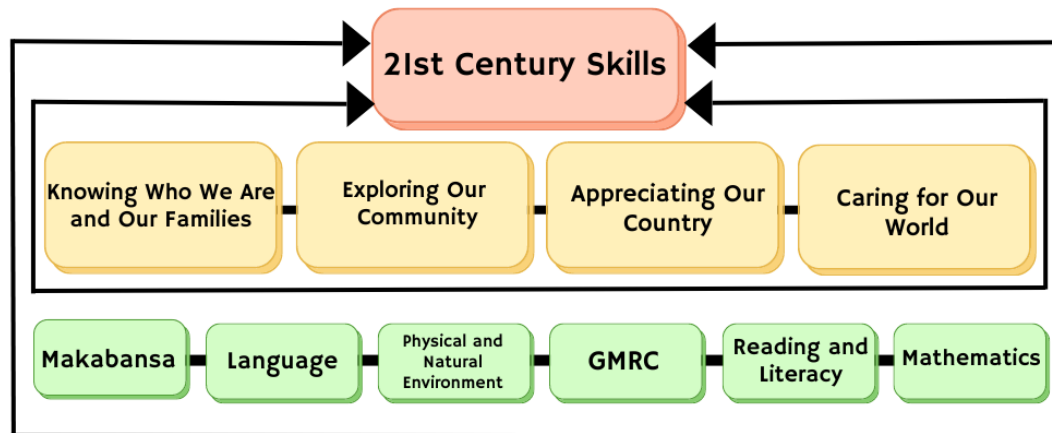 21st Century Skills
Knowing Who We Are
and Our Families
Exploring Our
Community
Appreciating Our
Country
Caring for Our
World
Makabansa
Language
Physical and
Natural
Environment
GMRC
Reading and
Literacy
Mathematics